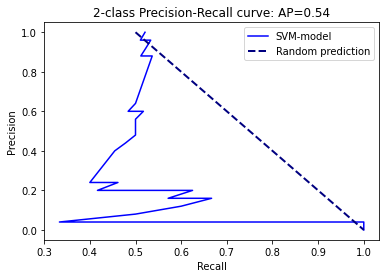 2-class Precision-Recall curve: AP=0.54
SVM-model
Random prediction
Precision
1.0
0.8
0.6
0.4
0.2
0.0
0.3 0.4 0.5 0.6 0.7 0.8 0.9 1.0
Recall